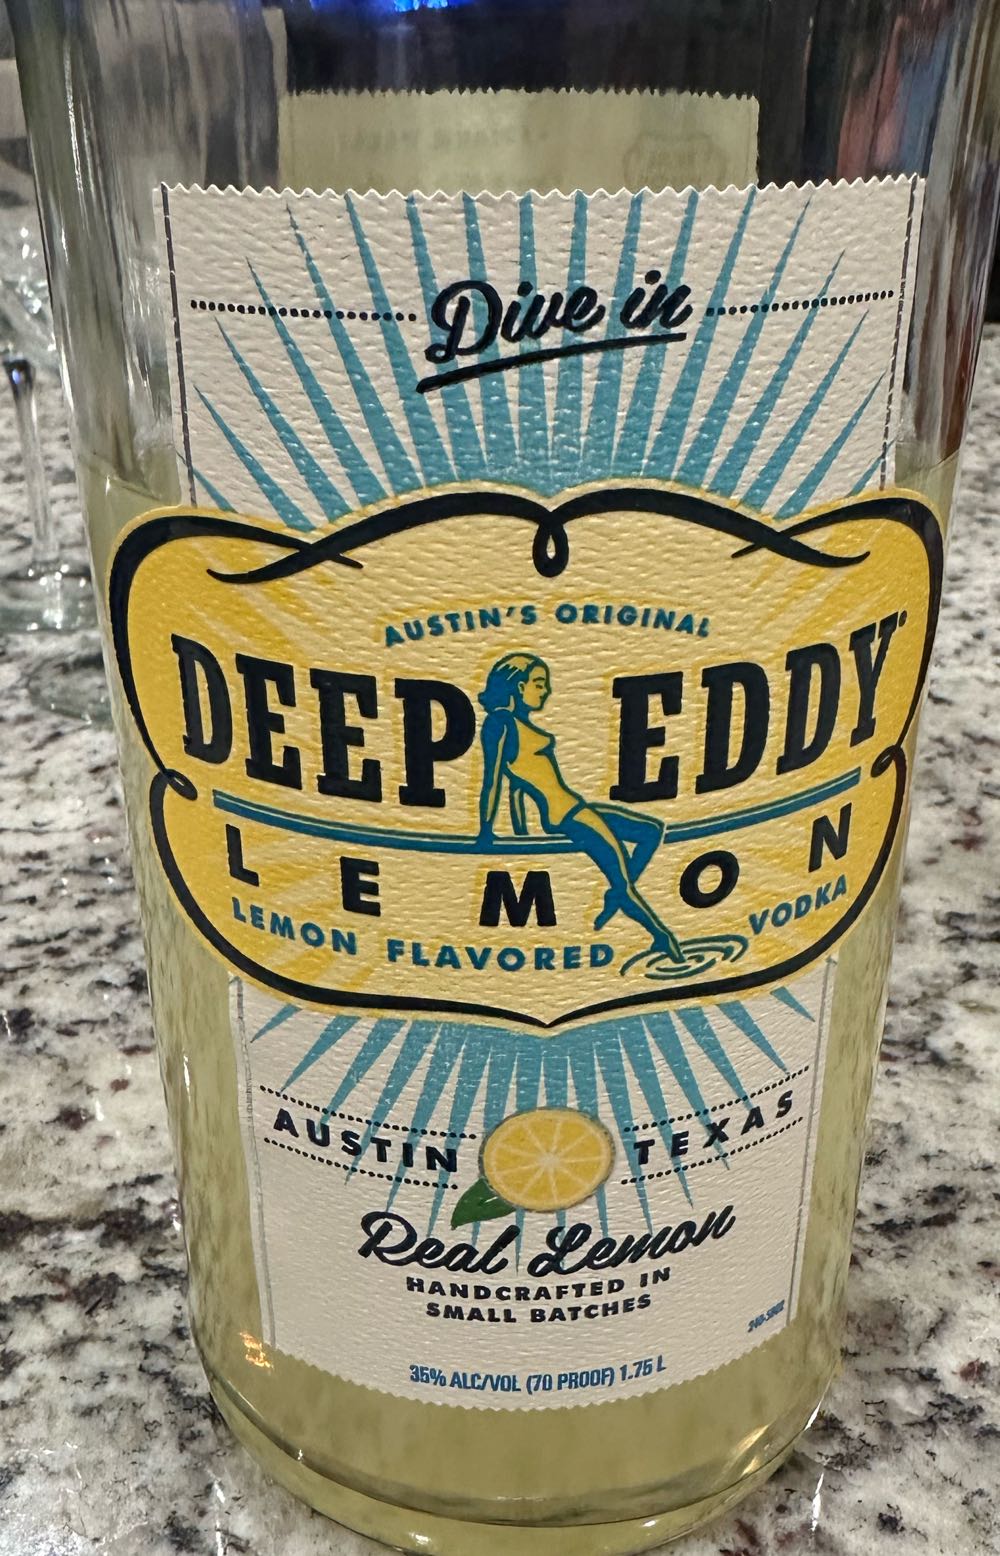 Dive in
AUSTIN'S ORIGINAL
DEEP EDDY
LEMON
LEMON FLAVORED VODKA
AUSTIN TEXAS
Real Lemon
HANDCRAFTED IN
SMALL BATCHES
35% ALC/VOL (70 PROOF) 1.75 L